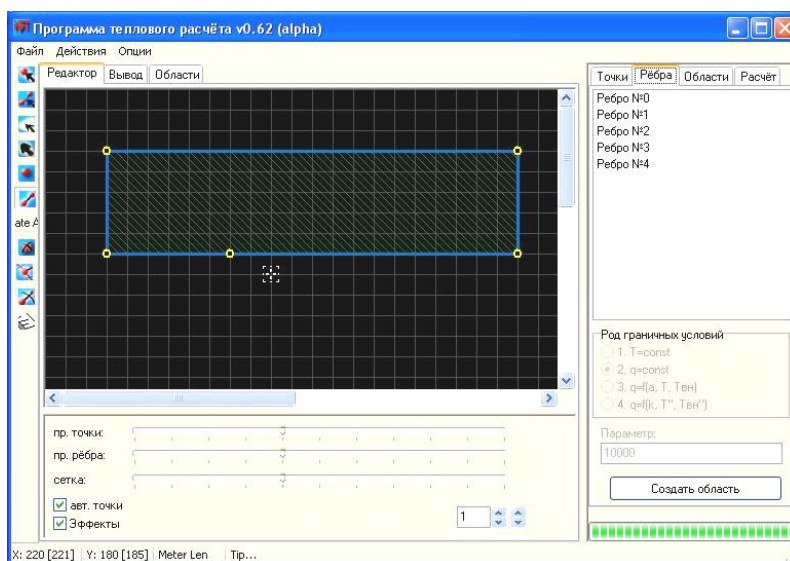 Программа теплового расчёта v0.62 (alpha)
Файл Действия Опции
Редактор Вывод Области
Точки Рёбра Области Расчёт
Ребро №0
Ребро №1
Ребро №2
Ребро №3
Ребро №4
ate A
Род граничных условий
1. T=const
2. q=const
3. q=f(a, T, Tвн)
4. q=f(k, T", Tвн")
Параметр:
10000
Создать область
пр. точки:
пр. рёбра:
сетка:
авт. точки
Эффекты
1
X: 220 [221] Y: 180 [185] Meter Len Tip...